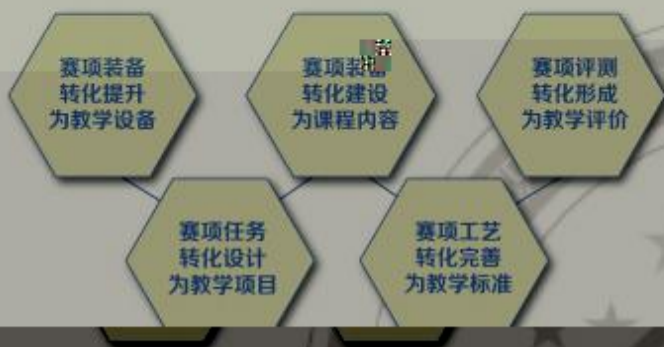 赛项装备
转化提升
为教学设备
赛项装备
转化建设
为课程内容
赛项评测
转化形成
为教学评价
赛项任务
转化设计
为教学项目
赛项工艺
转化完善
为教学标准